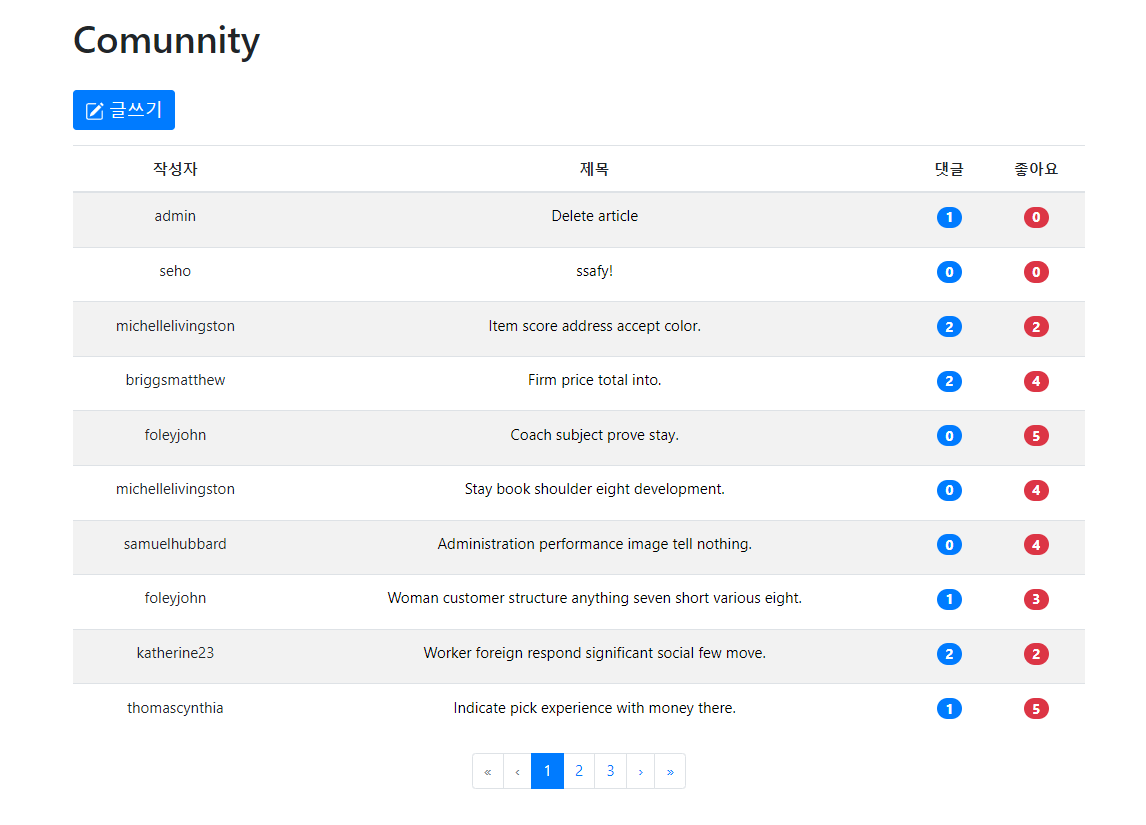 Comunnity
글쓰기
작성자 제목 댓글 좋아요
admin Delete article 1 0
seho ssafy! 0 0
michellelivingston Item score address accept color. 2 2
briggsmatthew Firm price total into. 2 4
foleyjohn Coach subject prove stay. 0 5
michellelivingston Stay book shoulder eight development. 0 4
samuelhubbard Administration performance image tell nothing. 0 4
foleyjohn Woman customer structure anything seven short various eight. 1 3
katherine23 Worker foreign respond significant social few move. 2 2
thomascynthia Indicate pick experience with money there. 1 5
« ‹ 1 2 3 › »